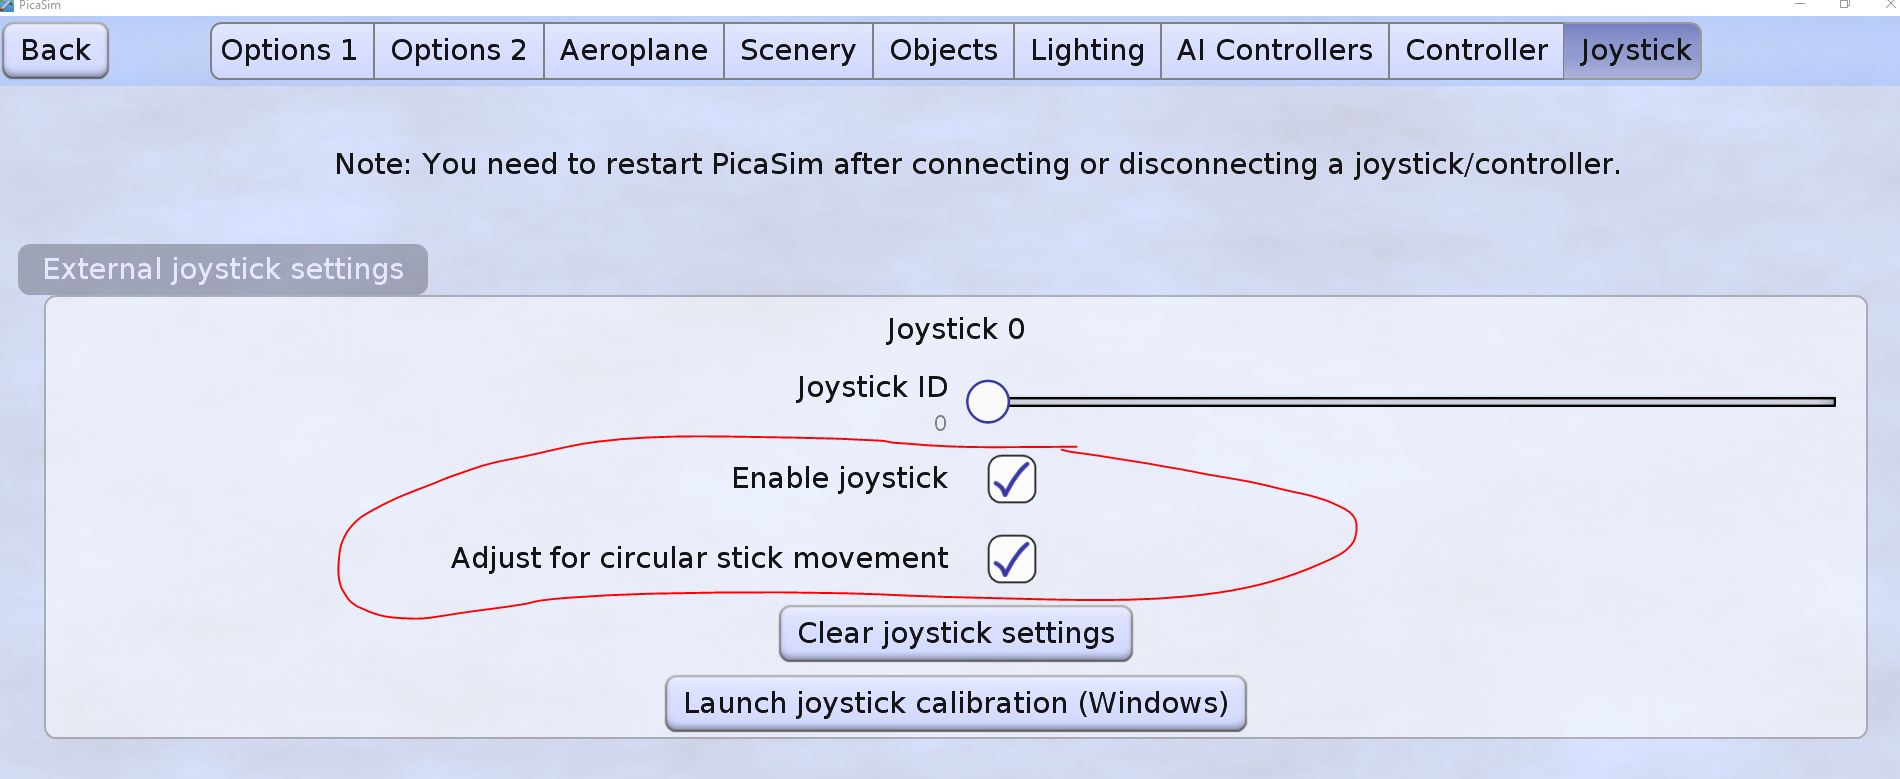 PicaSim
Back Options 1 Options 2 Aeroplane Scenery Objects Lighting AI Controllers Controller Joystick
Note: You need to restart PicaSim after connecting or disconnecting a joystick/controller.
External joystick settings
Joystick 0
Joystick ID
0
Enable joystick
Adjust for circular stick movement
Clear joystick settings
Launch joystick calibration (Windows)